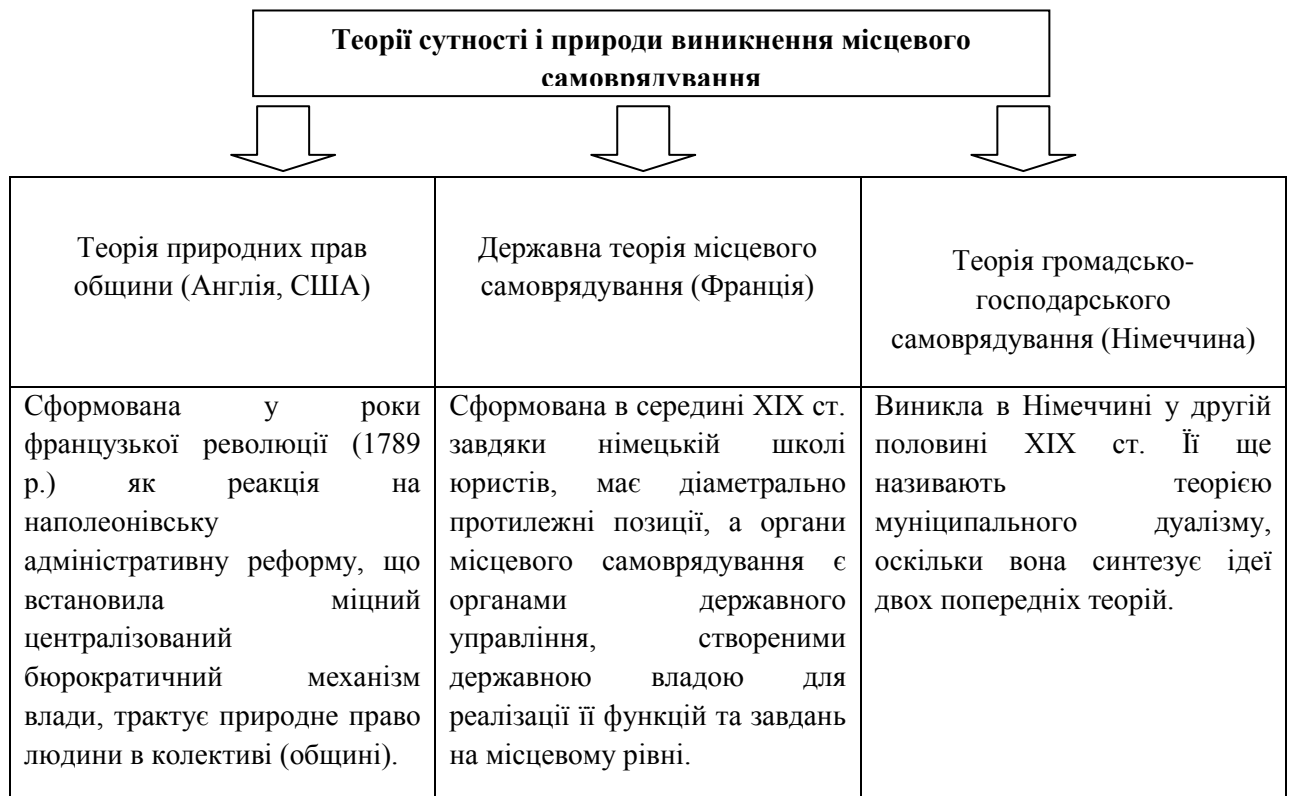 Теорії сутності і природи виникнення місцевого
самоврядування
Теорія природних прав
общини (Англія, США)
Державна теорія місцевого
самоврядування (Франція)
Теорія громадсько-
господарського
самоврядування (Німеччина)
Сформована у роки
французької революції (1789
р.) як реакція на
наполеонівську
адміністративну реформу, що
встановила міцний
централізований
бюрократичний механізм
влади, трактує природне право
людини в колективі (общині).
Сформована в середині XIX ст.
завдяки німецькій школі
юристів, має діаметрально
протилежні позиції, а органи
місцевого самоврядування є
органами державного
управління, створеними
державною владою для
реалізації її функцій та завдань
на місцевому рівні.
Виникла в Німеччині у другій
половині XIX ст. Її ще
називають теорією
муніципального дуалізму,
оскільки вона синтезує ідеї
двох попередніх теорій.